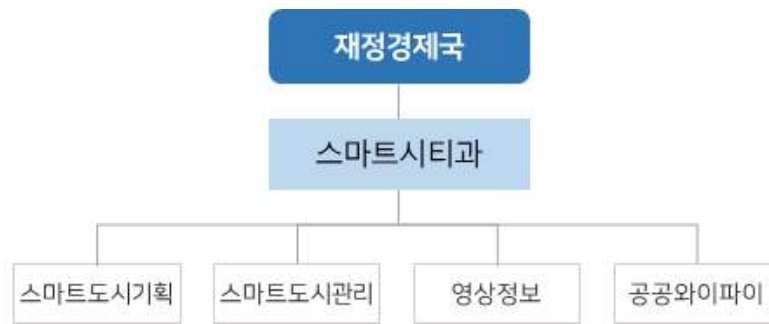 재정경제국
스마트시티과
스마트도시기획
스마트도시관리
영상정보
공공와이파이